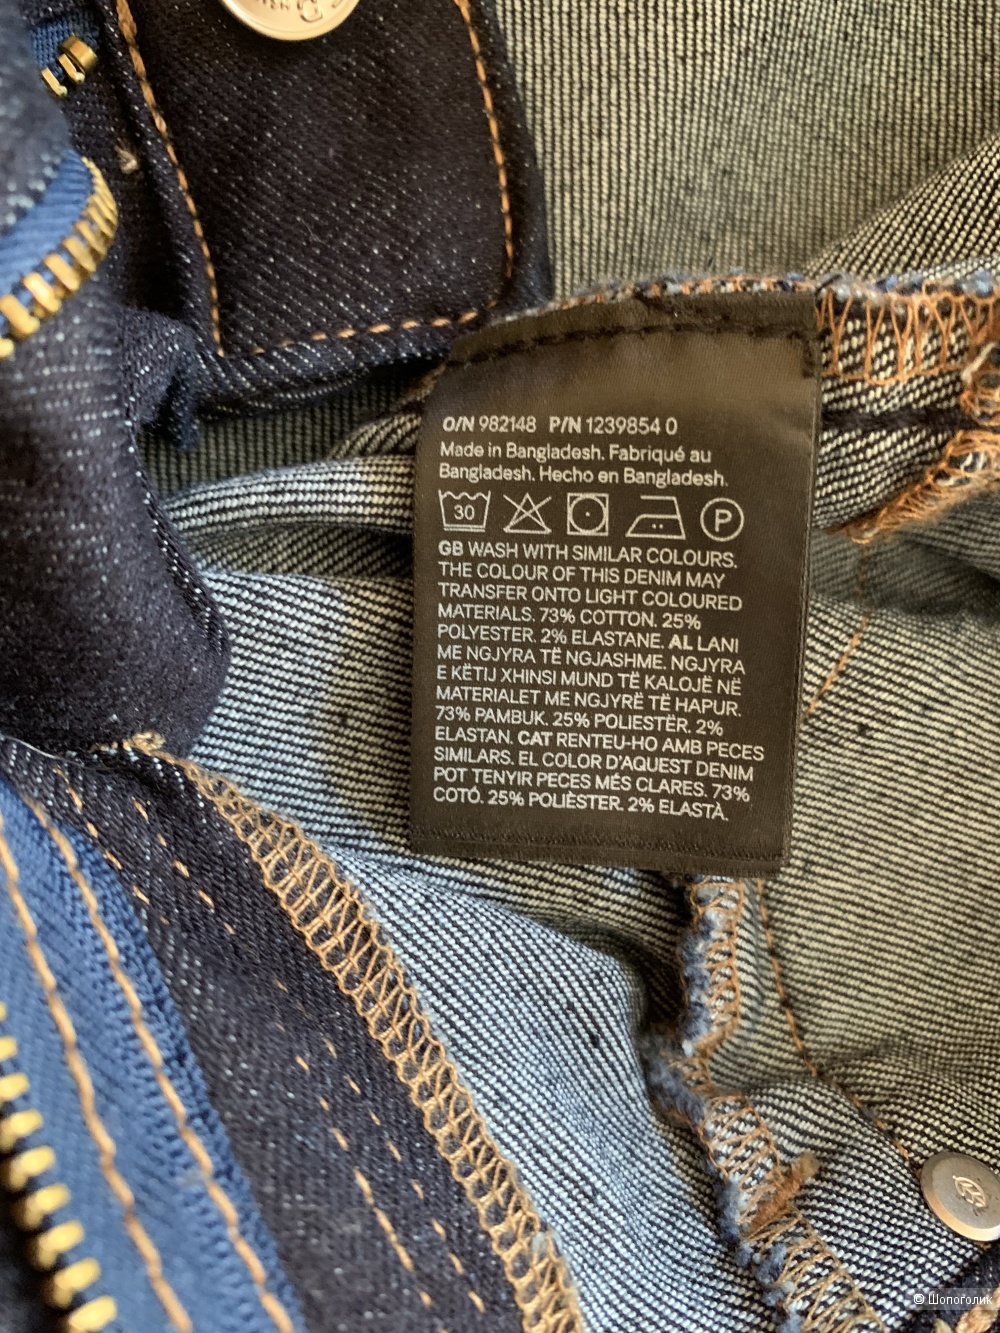 O/N 982148 P/N 1239854 0
Made in Bangladesh. Fabriqué au
Bangladesh. Hecho en Bangladesh.
30 P
GB WASH WITH SIMILAR COLOURS.
THE COLOUR OF THIS DENIM MAY
TRANSFER ONTO LIGHT COLOURED
MATERIALS. 73% COTTON. 25%
POLYESTER. 2% ELASTANE. AL LANI
ME NGJYRA TË NGJASHME. NGJYRA
E KËTIJ XHINSI MUND TË KALOJË NË
MATERIALET ME NGJYRË TË HAPUR.
73% PAMBUK. 25% POLIESTËR. 2%
ELASTAN. CAT RENTEU-HO AMB PECES
SIMILARS. EL COLOR D'AQUEST DENIM
POT TENYIR PECES MÉS CLARES. 73%
COTÓ. 25% POLIÈSTER. 2% ELASTÀ.
© Шопоголик